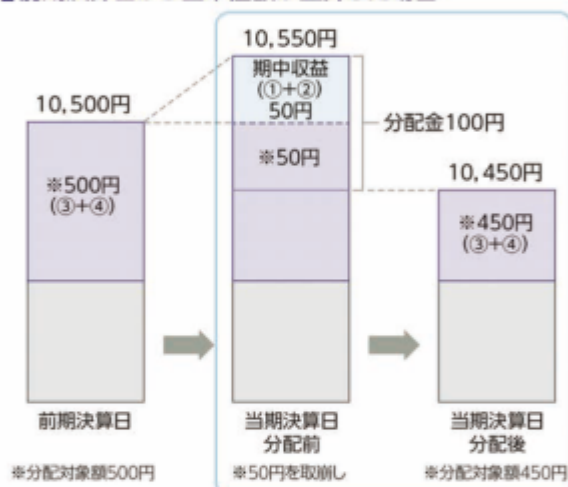 10,550円
期中収益
(①+②)
50円
10,500円
分配金100円
※50円
10,450円
※500円
(③+④)
※450円
(③+④)
前期決算日
当期決算日
分配前
当期決算日
分配後
※分配対象額500円
※50円を取崩し
※分配対象額450円